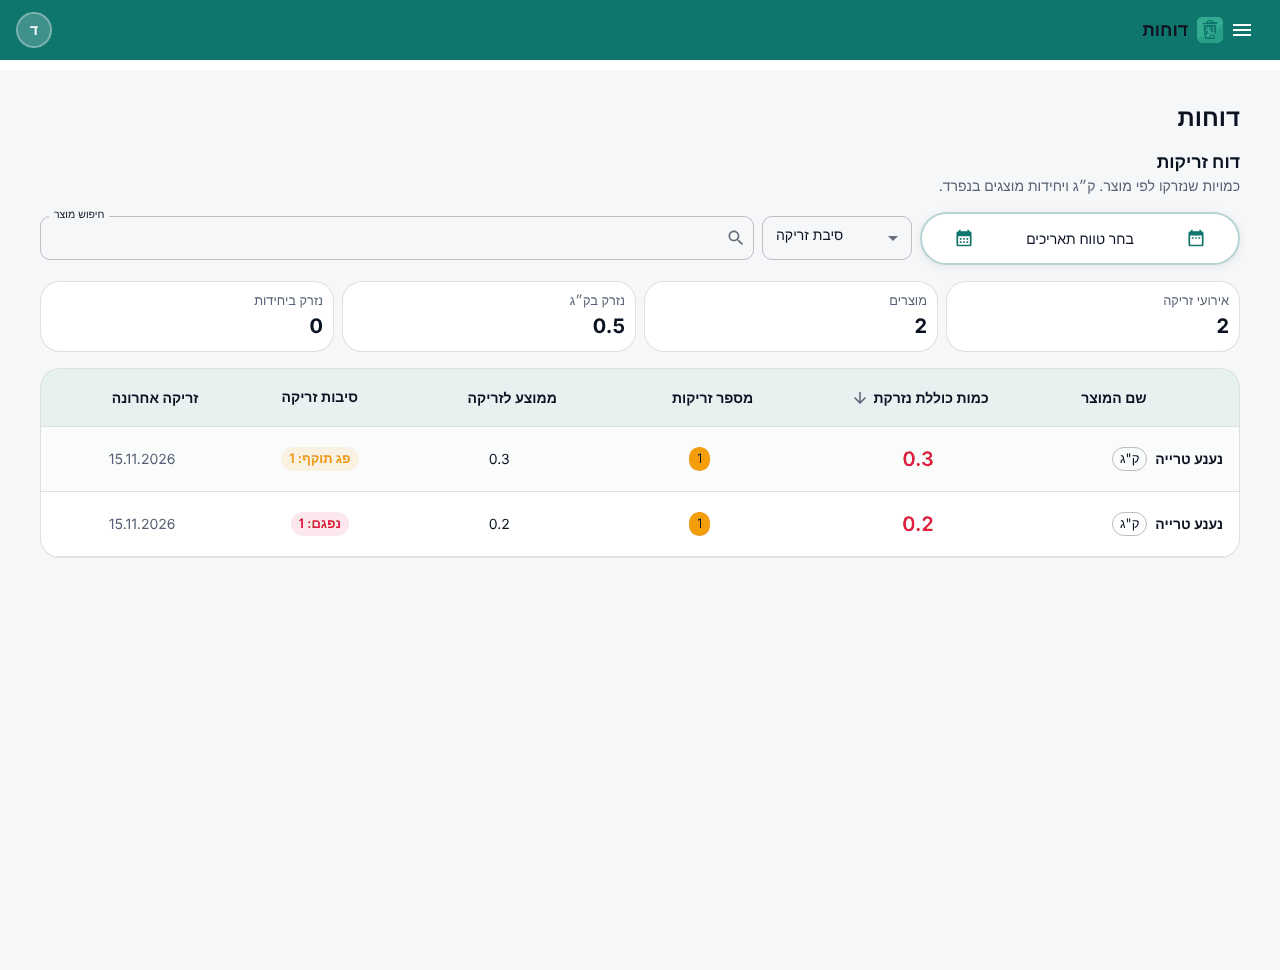 דוחות
ד
דוחות
דוח זריקות
כמויות שנזרקו לפי מוצר. ק״ג ויחידות מוצגים בנפרד.
בחר טווח תאריכים
סיבת זריקה
חיפוש מוצר
אירועי זריקה
2
מוצרים
2
נזרק בק״ג
0.5
נזרק ביחידות
0
שם המוצר כמות כוללת נזרקת מספר זריקות ממוצע לזריקה סיבות זריקה זריקה אחרונה
נענע טרייה ק"ג 0.3 1 0.3 פג תוקף: 1 15.11.2026
נענע טרייה ק"ג 0.2 1 0.2 נפגם: 1 15.11.2026